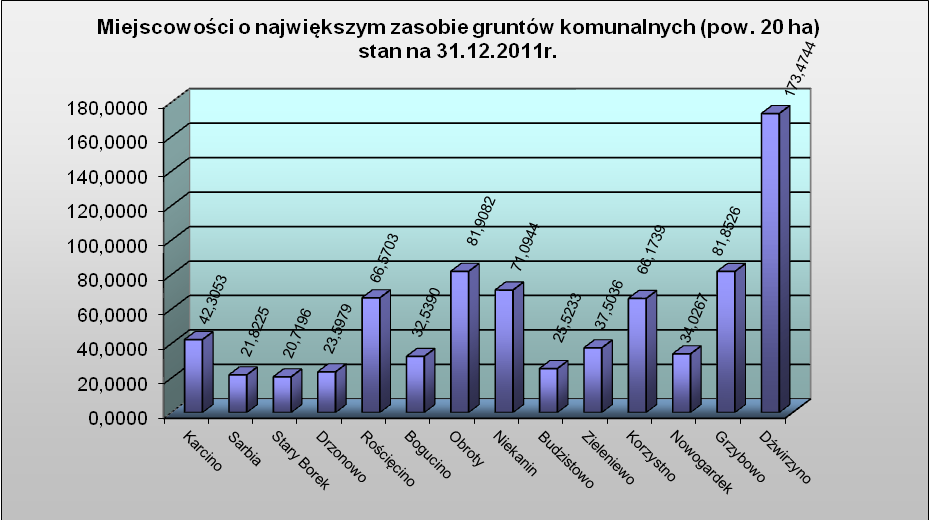 Miejscowości o największym zasobie gruntów komunalnych (pow. 20 ha)
stan na 31.12.2011r.
180,0000
160,0000
140,0000
120,0000
100,0000
80,0000
60,0000
40,0000
20,0000
0,0000
42,3053
21,8225
20,7196
23,5979
66,5703
32,5390
81,9082
71,0944
25,5233
37,5036
66,1739
34,0267
81,8526
173,4744
Karcino
Sarbia
Stary Borek
Drzonowo
Rościęcino
Bogucino
Obroty
Niekanin
Budzistowo
Zieleniewo
Korzystno
Nowogardek
Grzybowo
Dźwirzyno